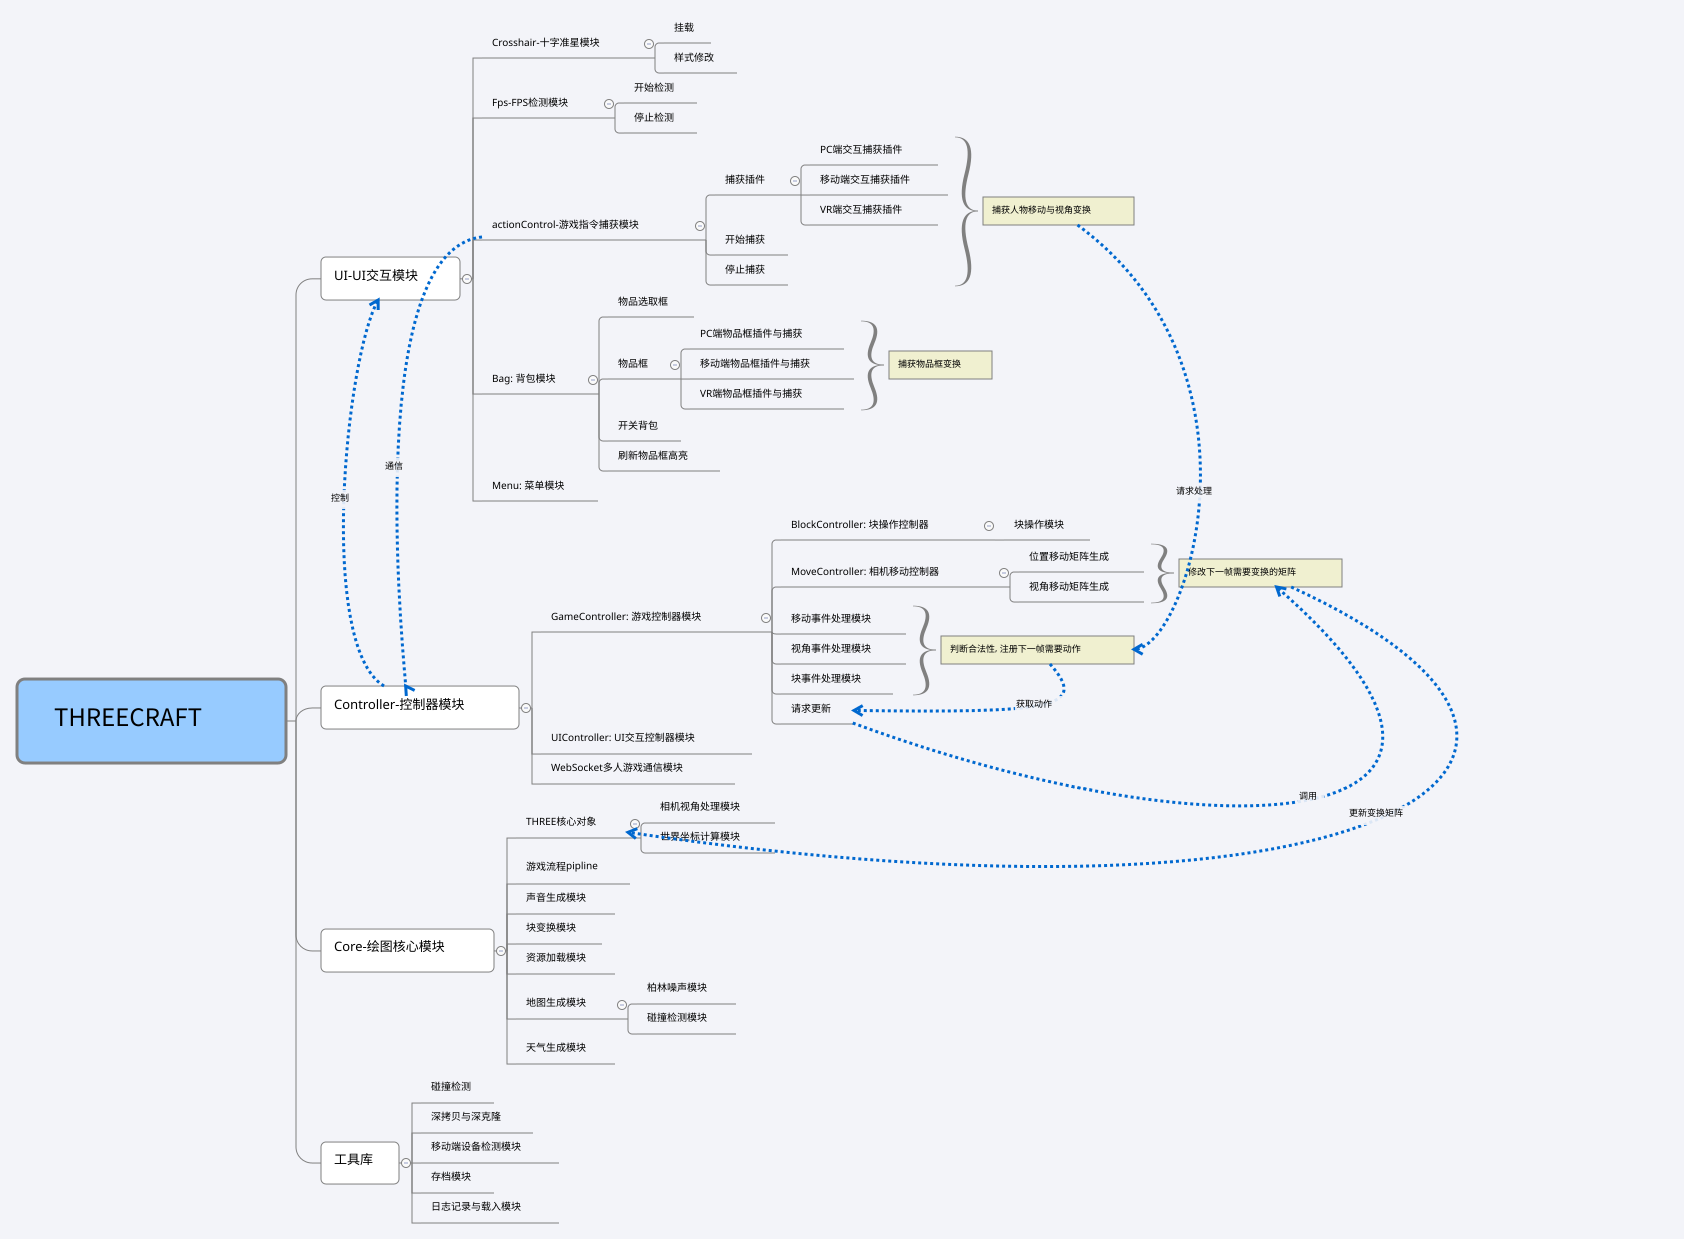 THREECRAFT
UI-UI交互模块
Crosshair-十字准星模块
挂载
样式修改
Fps-FPS检测模块
开始检测
停止检测
actionControl-游戏指令捕获模块
捕获插件
PC端交互捕获插件
移动端交互捕获插件
VR端交互捕获插件
开始捕获
停止捕获
捕获人物移动与视角变换
Bag: 背包模块
物品选取框
物品框
PC端物品框插件与捕获
移动端物品框插件与捕获
VR端物品框插件与捕获
捕获物品框变换
开关背包
刷新物品框高亮
Menu: 菜单模块
控制
通信
请求处理
Controller-控制器模块
GameController: 游戏控制器模块
BlockController: 块操作控制器
块操作模块
MoveController: 相机移动控制器
位置移动矩阵生成
视角移动矩阵生成
修改下一帧需要变换的矩阵
移动事件处理模块
视角事件处理模块
块事件处理模块
判断合法性, 注册下一帧需要动作
请求更新
获取动作
UIController: UI交互控制器模块
WebSocket多人游戏通信模块
调用
更新变换矩阵
Core-绘图核心模块
THREE核心对象
相机视角处理模块
世界坐标计算模块
游戏流程pipline
声音生成模块
块变换模块
资源加载模块
地图生成模块
柏林噪声模块
碰撞检测模块
天气生成模块
工具库
碰撞检测
深拷贝与深克隆
移动端设备检测模块
存档模块
日志记录与载入模块